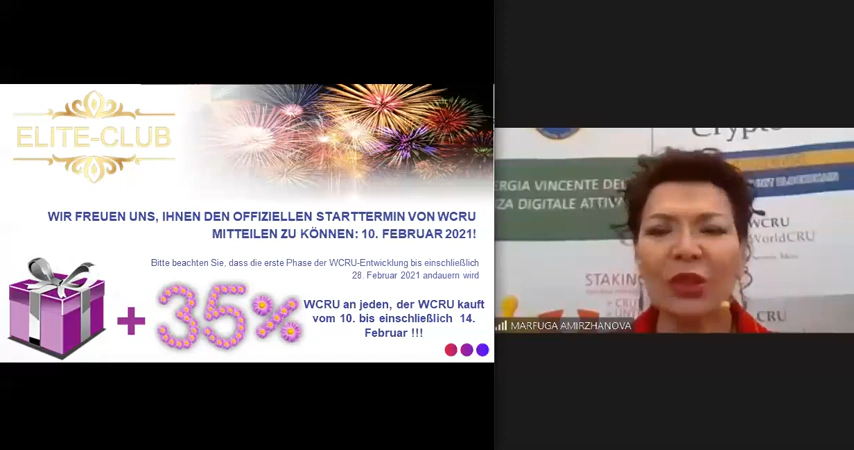 ELITE-CLUB
WIR FREUEN UNS, IHNEN DEN OFFIZIELLEN STARTTERMIN VON WCRU
MITTEILEN ZU KÖNNEN: 10. FEBRUAR 2021!
Bitte beachten Sie, dass die erste Phase der WCRU-Entwicklung bis einschließlich
28. Februar 2021 andauern wird
+ 35%
WCRU an jeden, der WCRU kauft
vom 10. bis einschließlich 14.
Februar !!!
Crypto
ERGIA VINCENTE DEL
NZA DIGITALE ATTIV
BLOCKCHAIN
WCRU
WorldCRU
STAKIN
CRU
MARFUGA AMIRZHANOVA